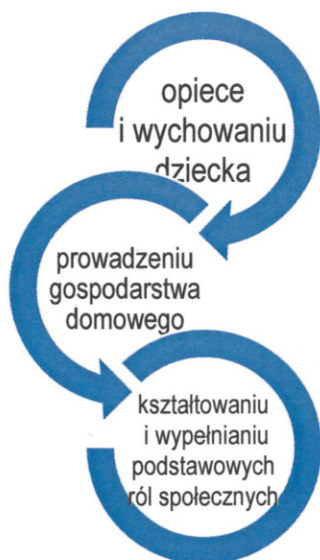 opiece
i wychowaniu
dziecka
prowadzeniu
gospodarstwa
domowego
kształtowaniu
i wypełnianiu
podstawowych
ról społecznych